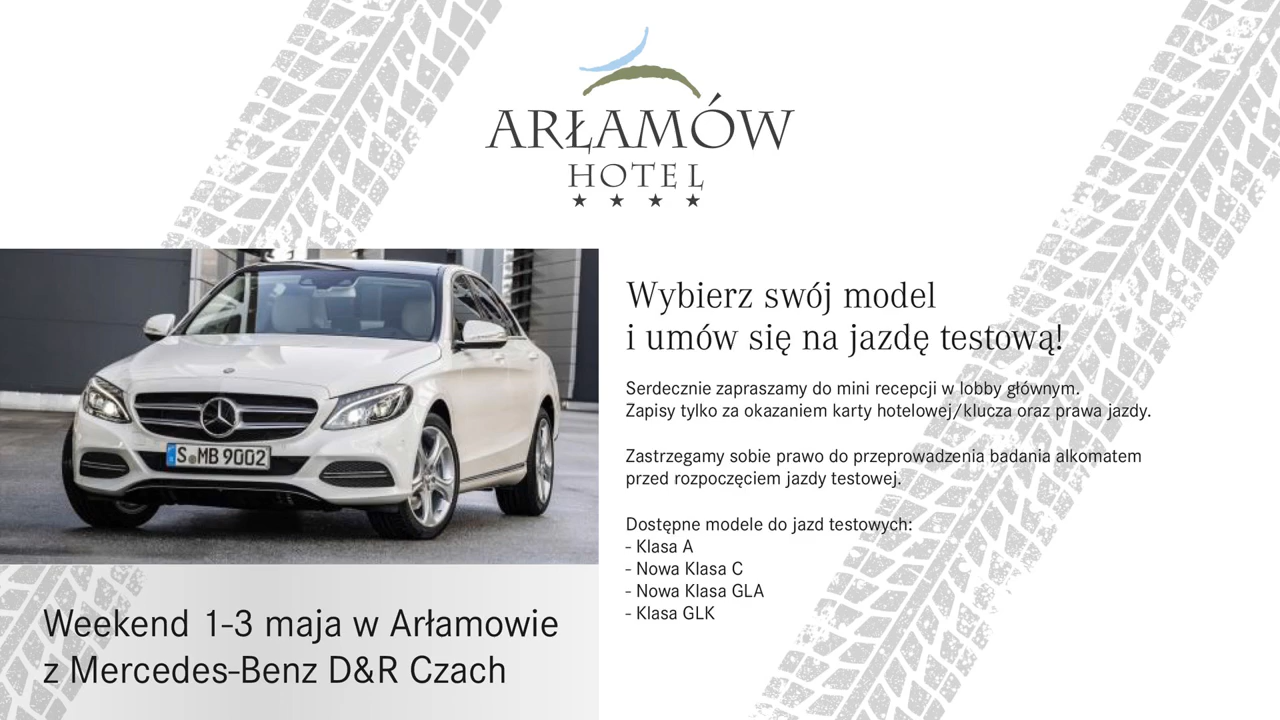 ARŁAMÓW
HOTEL
★ ★ ★ ★
S MB 9002
Wybierz swój model
i umów się na jazdę testową!
Serdecznie zapraszamy do mini recepcji w lobby głównym.
Zapisy tylko za okazaniem karty hotelowej/klucza oraz prawa jazdy.
Zastrzegamy sobie prawo do przeprowadzenia badania alkomatem
przed rozpoczęciem jazdy testowej.
Dostępne modele do jazd testowych:
- Klasa A
- Nowa Klasa C
- Nowa Klasa GLA
- Klasa GLK
Weekend 1-3 maja w Arłamowie
z Mercedes-Benz D&R Czach